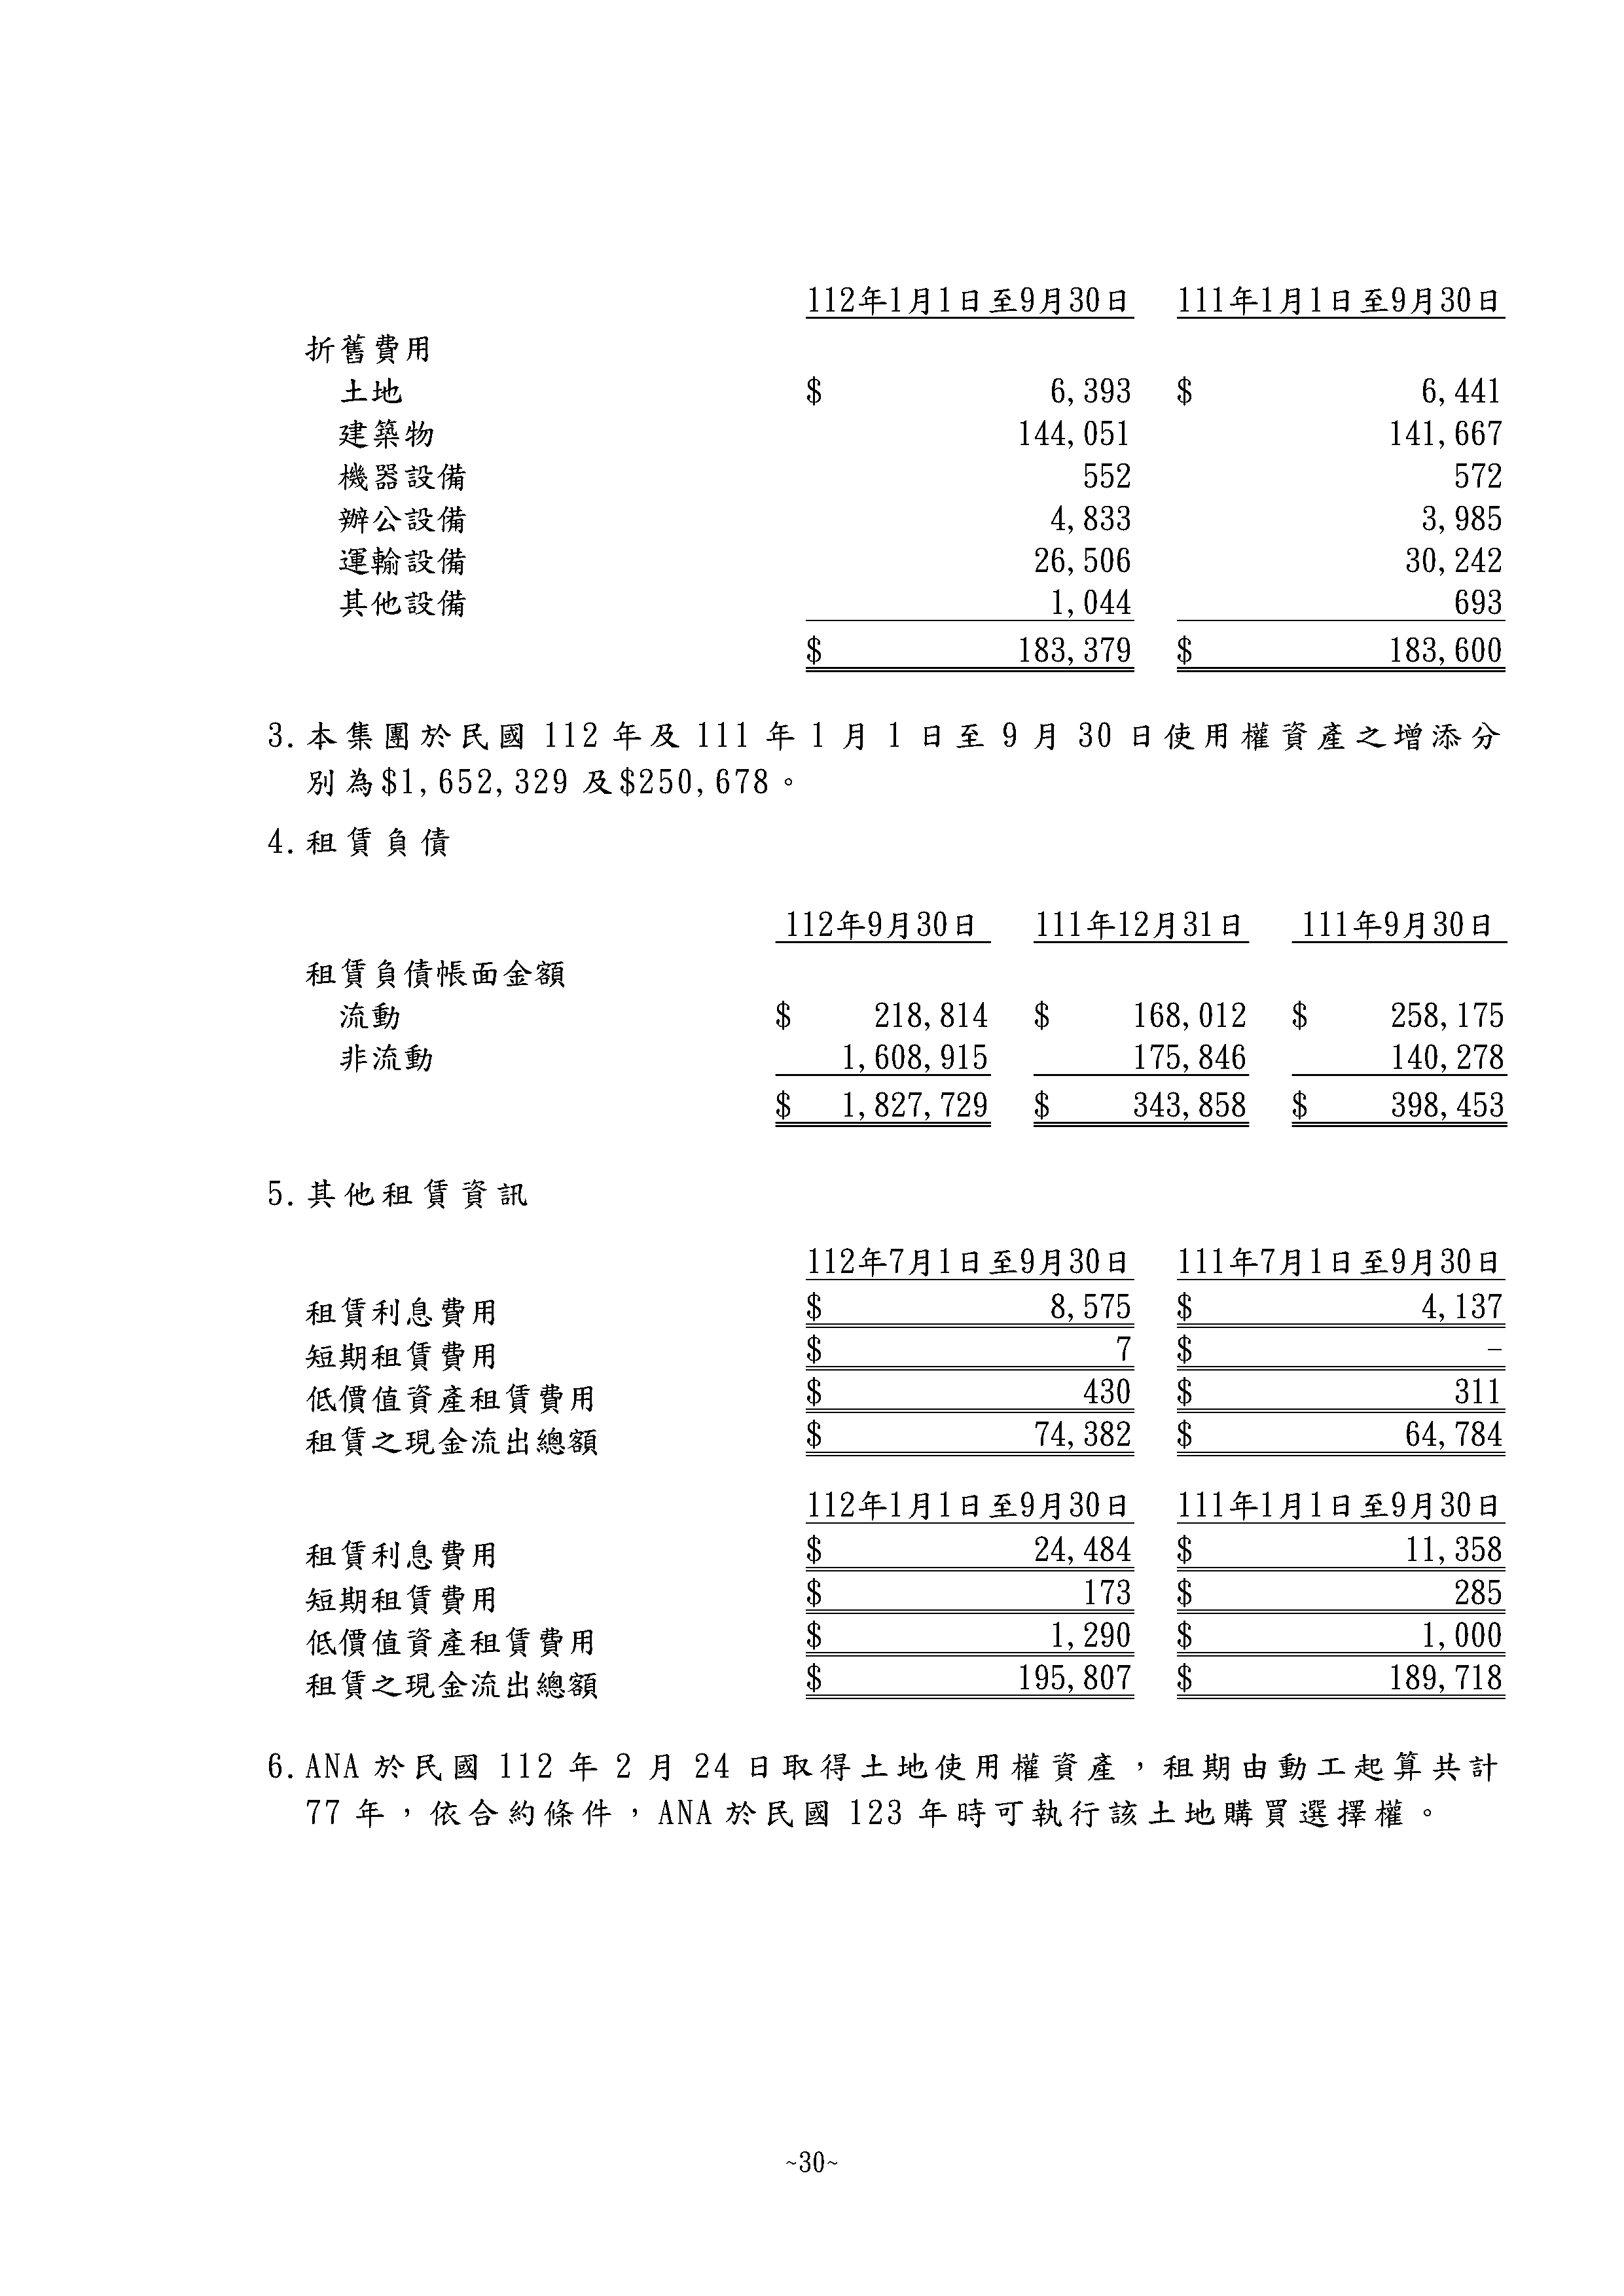 112年1月1日至9月30日 111年1月1日至9月30日
折舊費用
土地 $ 6,393 $ 6,441
建築物 144,051 141,667
機器設備 552 572
辦公設備 4,833 3,985
運輸設備 26,506 30,242
其他設備 1,044 693
$ 183,379 $ 183,600
3.本集團於民國 112 年及 111 年 1 月 1 日至 9 月 30 日使用權資產之增添分
別為$1,652,329 及$250,678。
4.租賃負債
112年9月30日 111年12月31日 111年9月30日
租賃負債帳面金額
流動 $ 218,814 $ 168,012 $ 258,175
非流動 1,608,915 175,846 140,278
$ 1,827,729 $ 343,858 $ 398,453
5.其他租賃資訊
112年7月1日至9月30日 111年7月1日至9月30日
租賃利息費用 $ 8,575 $ 4,137
短期租賃費用 $ 7 $ -
低價值資產租賃費用 $ 430 $ 311
租賃之現金流出總額 $ 74,382 $ 64,784
112年1月1日至9月30日 111年1月1日至9月30日
租賃利息費用 $ 24,484 $ 11,358
短期租賃費用 $ 173 $ 285
低價值資產租賃費用 $ 1,290 $ 1,000
租賃之現金流出總額 $ 195,807 $ 189,718
6.ANA 於民國 112 年 2 月 24 日取得土地使用權資產，租期由動工起算共計
77 年，依合約條件，ANA 於民國 123 年時可執行該土地購買選擇權。
~30~